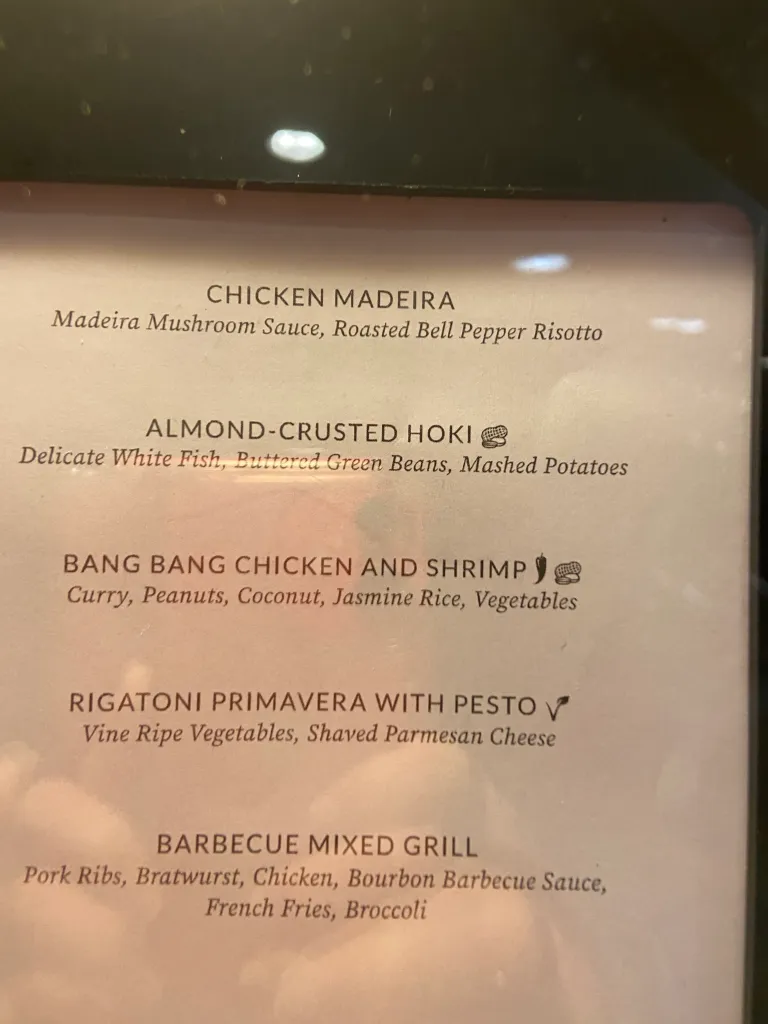 CHICKEN MADEIRA
Madeira Mushroom Sauce, Roasted Bell Pepper Risotto
ALMOND-CRUSTED HOKI
Delicate White Fish, Buttered Green Beans, Mashed Potatoes
BANG BANG CHICKEN AND SHRIMP
Curry, Peanuts, Coconut, Jasmine Rice, Vegetables
RIGATONI PRIMAVERA WITH PESTO
Vine Ripe Vegetables, Shaved Parmesan Cheese
BARBECUE MIXED GRILL
Pork Ribs, Bratwurst, Chicken, Bourbon Barbecue Sauce,
French Fries, Broccoli